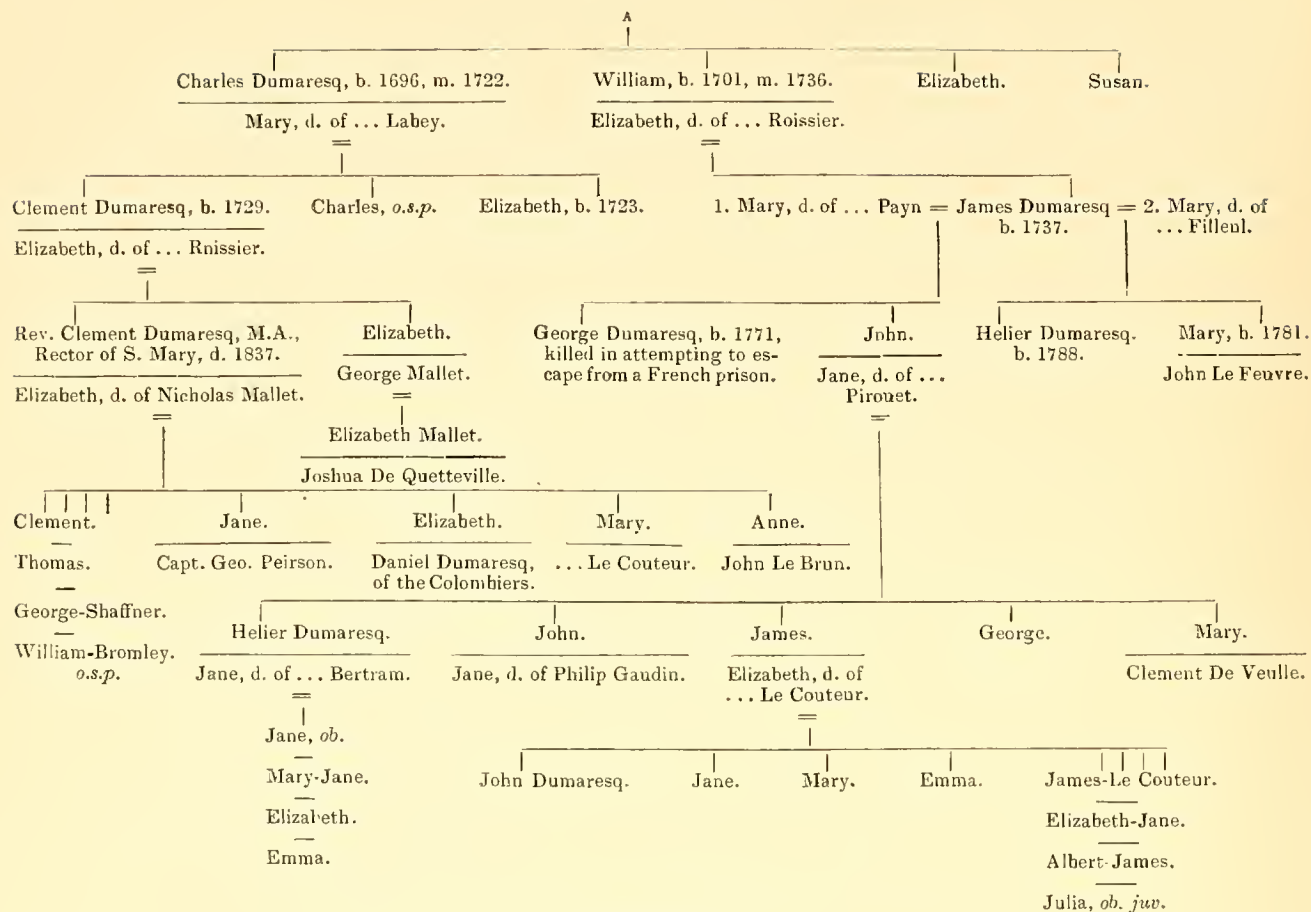 A
Charles Dumaresq, b. 1696, m. 1722. William, b. 1701, m. 1736. Elizabeth. Susan.
Mary, d. of ... Labey. Elizabeth, d. of ... Roissier.
= =
Clement Dumaresq, b. 1729. Charles, o.s.p. Elizabeth, b. 1723. 1. Mary, d. of ... Payn = James Dumaresq = 2. Mary, d. of
b. 1737. ... Filleul.
Elizabeth, d. of ... Rnissier.
=
Rev. Clement Dumaresq, M.A., Elizabeth. George Dumaresq, b. 1771, John. Helier Dumaresq. Mary, b. 1781.
Rector of S. Mary, d. 1837. killed in attempting to es- b. 1788.
George Mallet. cape from a French prison. Jane, d. of ... John Le Feuvre.
Elizabeth, d. of Nicholas Mallet. = Pirouet.
= =
Elizabeth Mallet.
Joshua De Quetteville.
Clement. Jane. Elizabeth. Mary. Anne.
Thomas. Capt. Geo. Peirson. Daniel Dumaresq, ... Le Couteur. John Le Brun.
of the Colombiers.
George-Shaffner.
Helier Dumaresq. John. James. George. Mary.
William-Bromley.
o.s.p. Jane, d. of ... Bertram. Jane, d. of Philip Gaudin. Elizabeth, d. of Clement De Veulle.
= ... Le Couteur.
=
Jane, ob.
Mary-Jane. John Dumaresq. Jane. Mary. Emma. James-Le Couteur.
Elizabeth. Elizabeth-Jane.
Emma. Albert-James.
Julia, ob. juv.